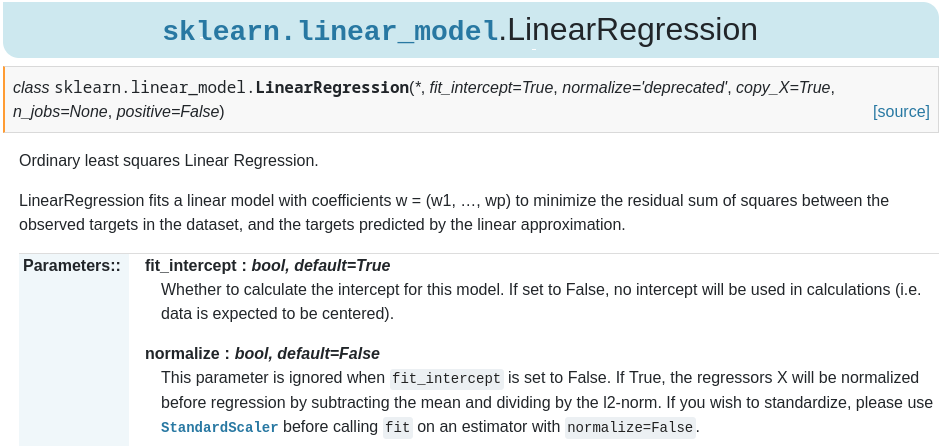 sklearn.linear_model.LinearRegression
class sklearn.linear_model.LinearRegression(*, fit_intercept=True, normalize='deprecated', copy_X=True,
n_jobs=None, positive=False) [source]
Ordinary least squares Linear Regression.
LinearRegression fits a linear model with coefficients w = (w1, …, wp) to minimize the residual sum of squares between the
observed targets in the dataset, and the targets predicted by the linear approximation.
Parameters:: fit_intercept : bool, default=True
Whether to calculate the intercept for this model. If set to False, no intercept will be used in calculations (i.e.
data is expected to be centered).
normalize : bool, default=False
This parameter is ignored when fit_intercept is set to False. If True, the regressors X will be normalized
before regression by subtracting the mean and dividing by the l2-norm. If you wish to standardize, please use
StandardScaler before calling fit on an estimator with normalize=False.